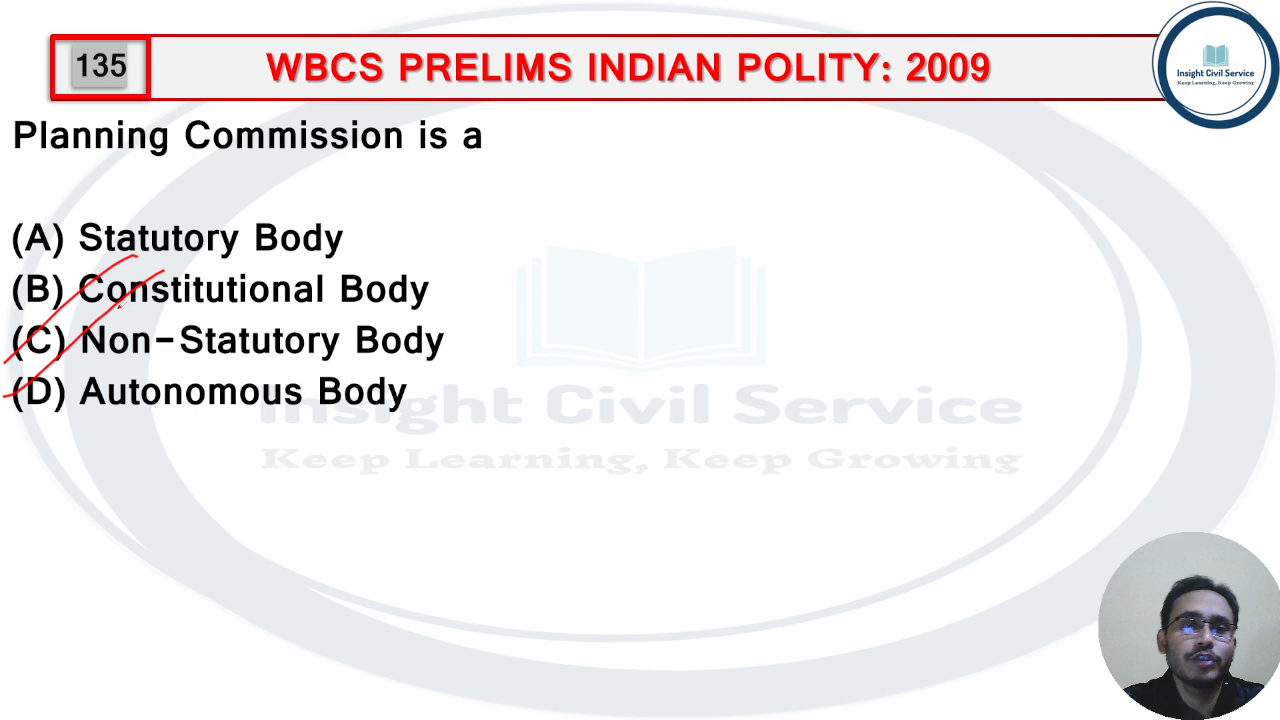 135
WBCS PRELIMS INDIAN POLITY: 2009
Insight Civil Service
Keep Learning, Keep Growing
Planning Commission is a
(A) Statutory Body
(B) Constitutional Body
(C) Non-Statutory Body
(D) Autonomous Body
Insight Civil Service
Keep Learning, Keep Growing